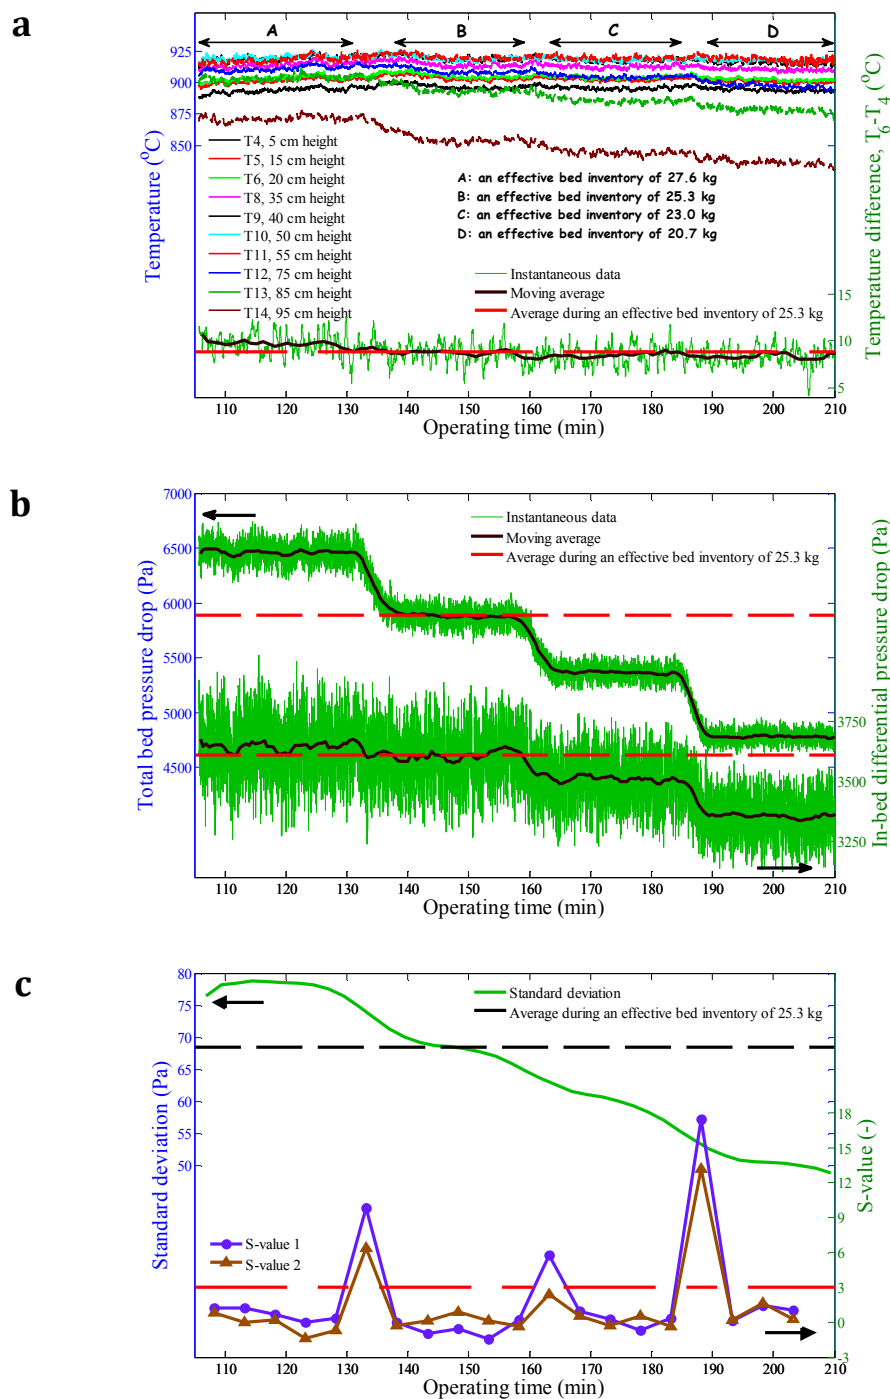 a
A B C D
925
900
875
850
Temperature (°C)
T4, 5 cm height
T5, 15 cm height
T6, 20 cm height
T8, 35 cm height
T9, 40 cm height
T10, 50 cm height
T11, 55 cm height
T12, 75 cm height
T13, 85 cm height
T14, 95 cm height
A: an effective bed inventory of 27.6 kg
B: an effective bed inventory of 25.3 kg
C: an effective bed inventory of 23.0 kg
D: an effective bed inventory of 20.7 kg
Instantaneous data
Moving average
Average during an effective bed inventory of 25.3 kg
15
10
5
Temperature difference, T6-T4 (°C)
110 120 130 140 150 160 170 180 190 200 210
Operating time (min)
b
7000
6500
6000
5500
5000
4500
Total bed pressure drop (Pa)
Instantaneous data
Moving average
Average during an effective bed inventory of 25.3 kg
3750
3500
3250
In-bed differential pressure drop (Pa)
110 120 130 140 150 160 170 180 190 200 210
Operating time (min)
c
80
75
70
65
60
55
50
Standard deviation (Pa)
Standard deviation
Average during an effective bed inventory of 25.3 kg
S-value 1
S-value 2
18
15
12
9
6
3
0
-3
S-value (-)
110 120 130 140 150 160 170 180 190 200 210
Operating time (min)